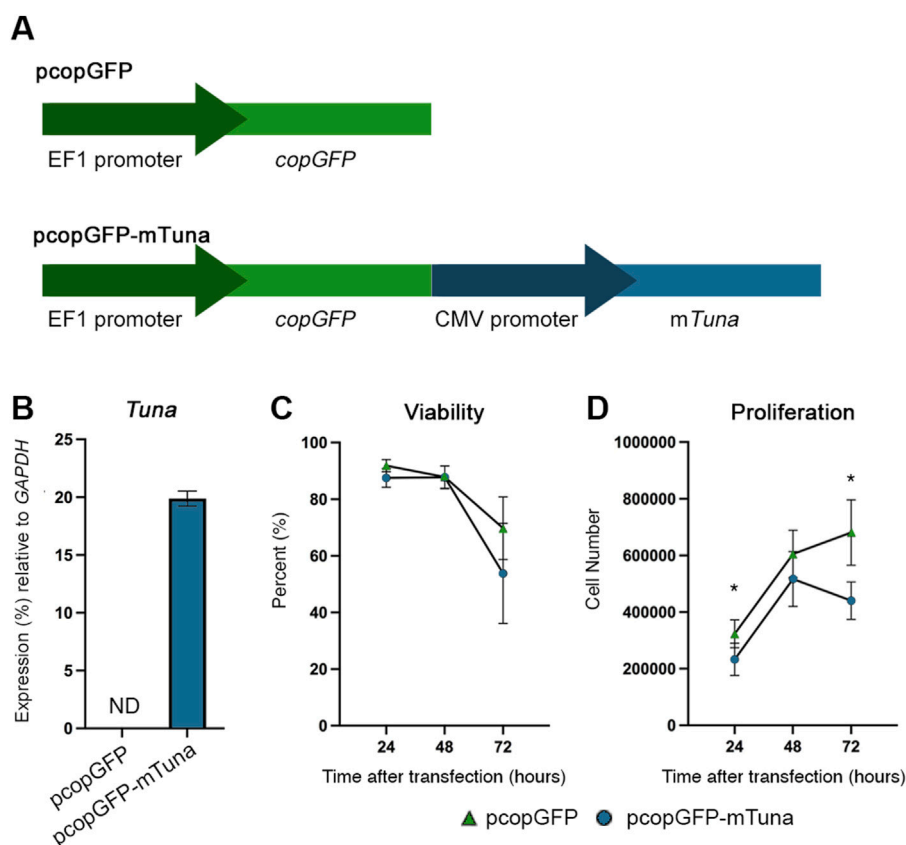 A
pcopGFP
EF1 promoter copGFP
pcopGFP-mTuna
EF1 promoter copGFP CMV promoter mTuna
B
Tuna
Expression (%) relative to GAPDH
25
20
15
10
5
0
ND
pcopGFP
pcopGFP-mTuna
C
Viability
Percent (%)
100
80
60
40
20
0
24 48 72
Time after transfection (hours)
D
Proliferation
Cell Number
1000000
800000
600000
400000
200000
0
* *
24 48 72
Time after transfection (hours)
pcopGFP pcopGFP-mTuna